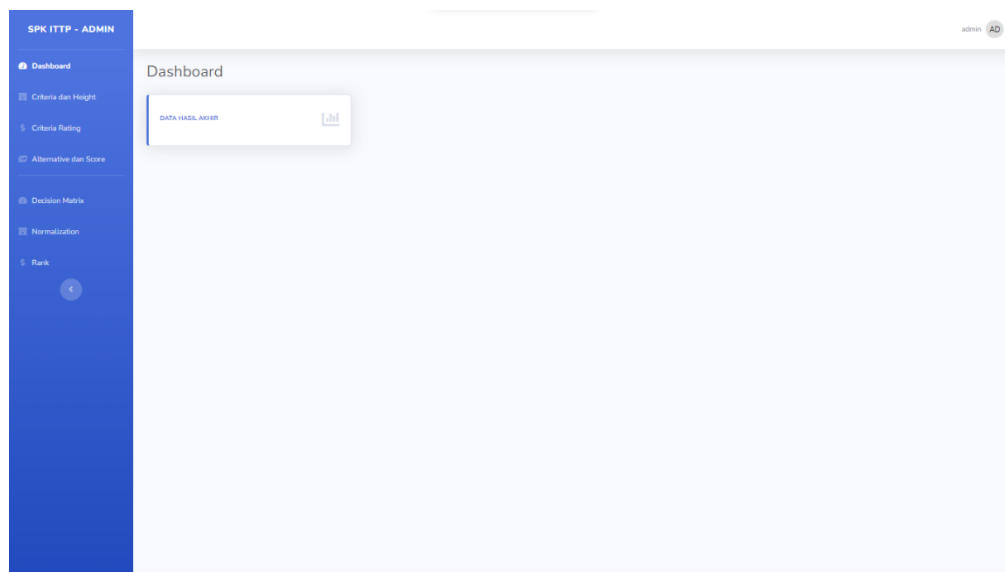 SPK ITTP - ADMIN
admin AD
Dashboard
Criteria dan Height
Criteria Rating
Alternative dan Score
Decision Matrix
Normalization
Rank
Dashboard
DATA HASIL AKHIR